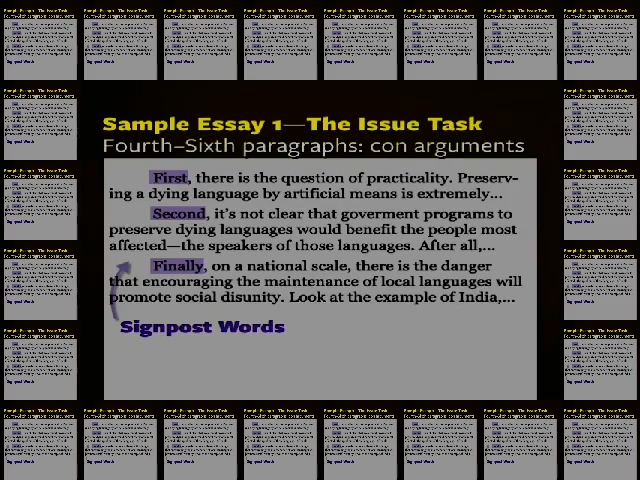 Sample Essay 1—The Issue Task
Fourth–Sixth paragraphs: con arguments
First, there is the question of practicality. Preserv-
ing a dying language by artificial means is extremely...
Second, it's not clear that goverment programs to
preserve dying languages would benefit the people most
affected—the speakers of those languages. After all,...
Finally, on a national scale, there is the danger
that encouraging the maintenance of local languages will
promote social disunity. Look at the example of India,...
Signpost Words